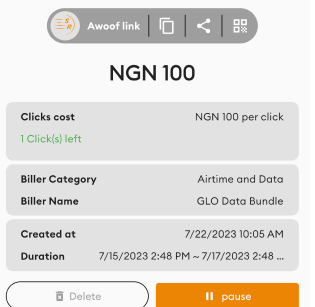 Awoof link
NGN 100
Clicks cost NGN 100 per click
1 Click(s) left
Biller Category Airtime and Data
Biller Name GLO Data Bundle
Created at 7/22/2023 10:05 AM
Duration 7/15/2023 2:48 PM ~ 7/17/2023 2:48 ...
Delete pause